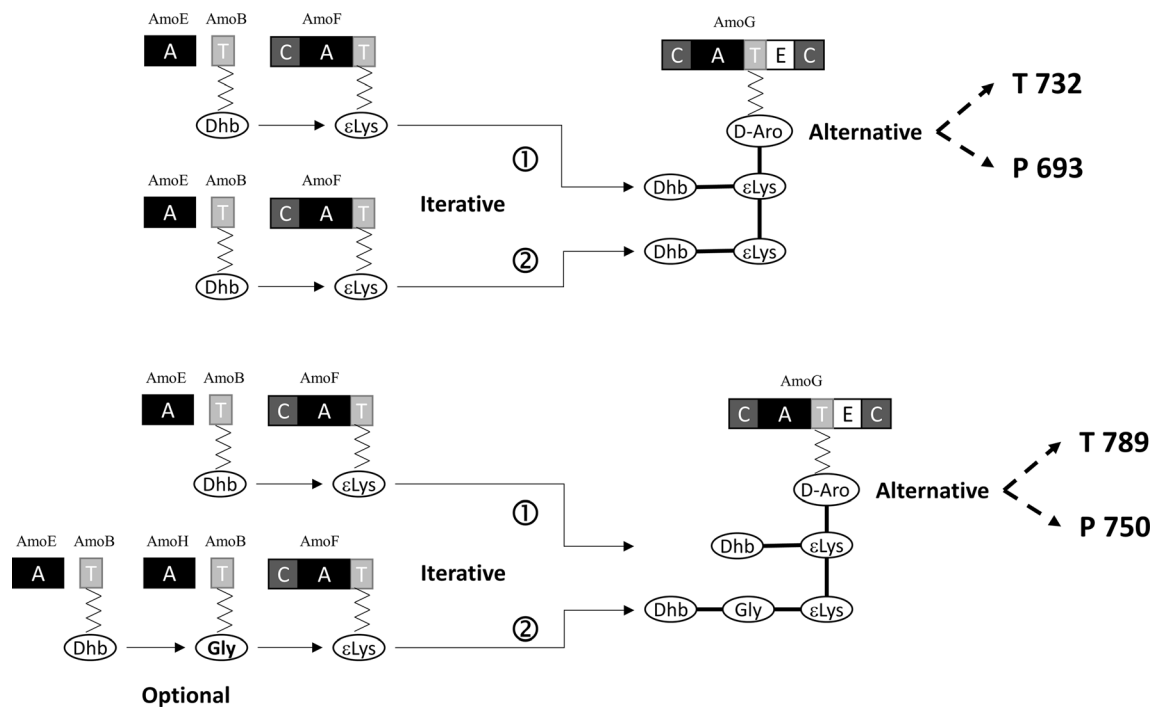 AmoE AmoB AmoF AmoG
A T C A T C A T E C
T 732
Dhb εLys D-Aro Alternative
①
P 693
Dhb εLys
AmoE AmoB AmoF
A T C A T Iterative
Dhb εLys
②
Dhb εLys
AmoE AmoB AmoF AmoG
A T C A T C A T E C
T 789
Dhb εLys D-Aro Alternative
①
P 750
Dhb εLys
AmoE AmoB AmoH AmoB AmoF
A T A T C A T Iterative
Dhb Gly εLys
②
Dhb Gly εLys
Optional